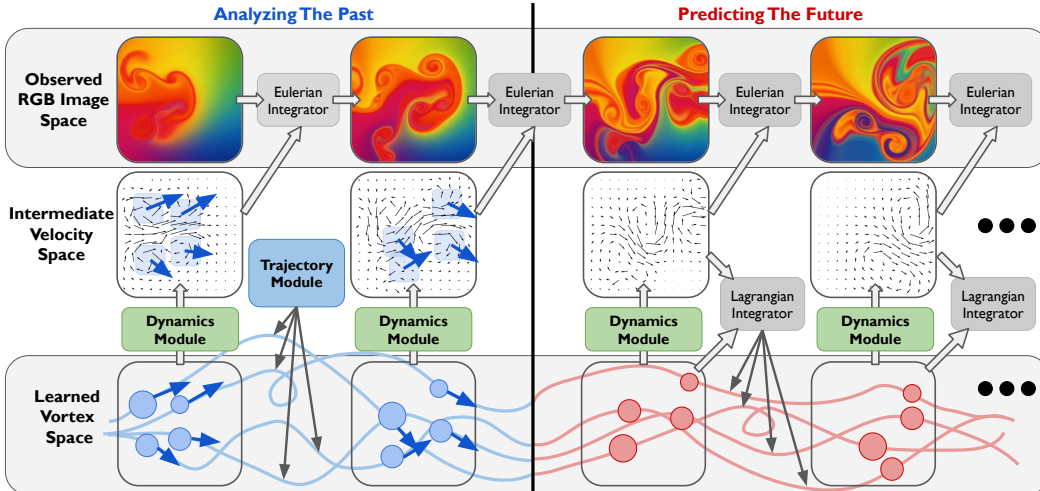 Analyzing The Past
Predicting The Future
Observed
RGB Image
Space
Eulerian
Integrator
Eulerian
Integrator
Eulerian
Integrator
Eulerian
Integrator
Intermediate
Velocity
Space
Trajectory
Module
Lagrangian
Integrator
Lagrangian
Integrator
Dynamics
Module
Dynamics
Module
Dynamics
Module
Dynamics
Module
Learned
Vortex
Space